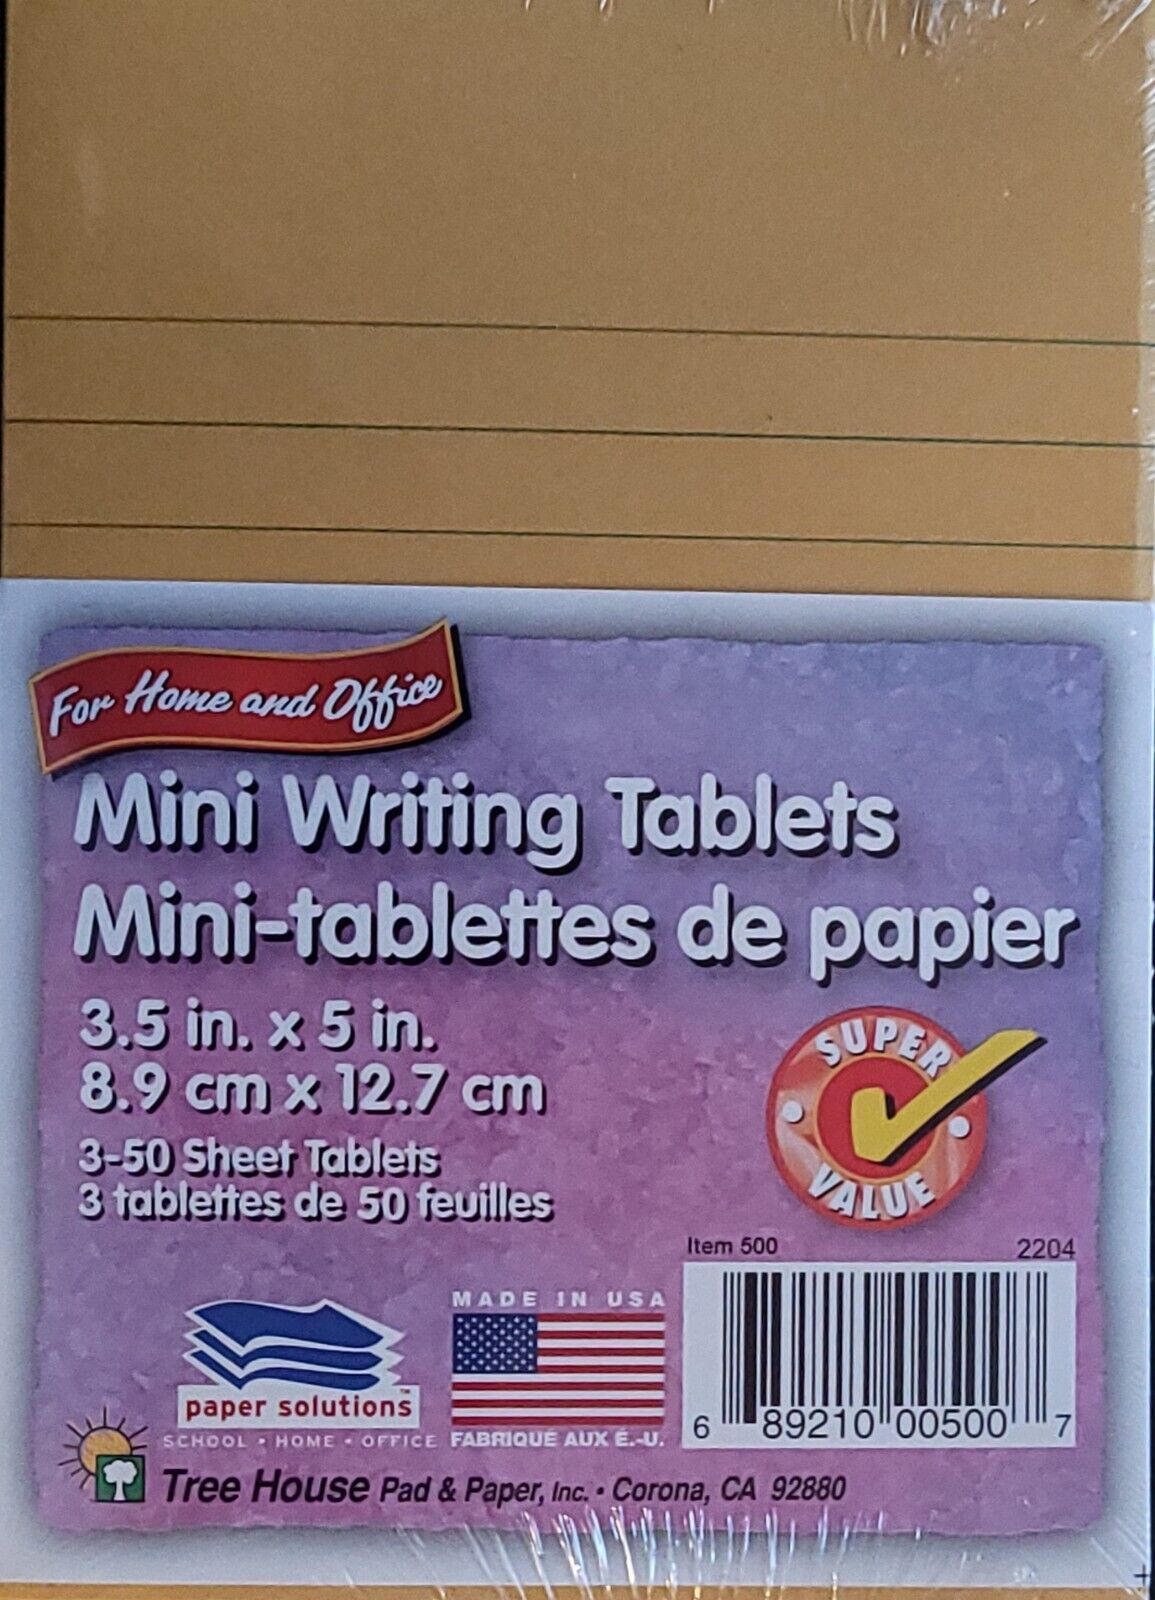 For Home and Office
Mini Writing Tablets
Mini-tablettes de papier
3.5 in. x 5 in.
8.9 cm x 12.7 cm
3-50 Sheet Tablets
3 tablettes de 50 feuilles
SUPER
VALUE
Item 500 2204
MADE IN USA
paper solutions™
SCHOOL • HOME • OFFICE
FABRIQUÉ AUX É.-U.
6 89210 00500 7
Tree House Pad & Paper, Inc. • Corona, CA 92880